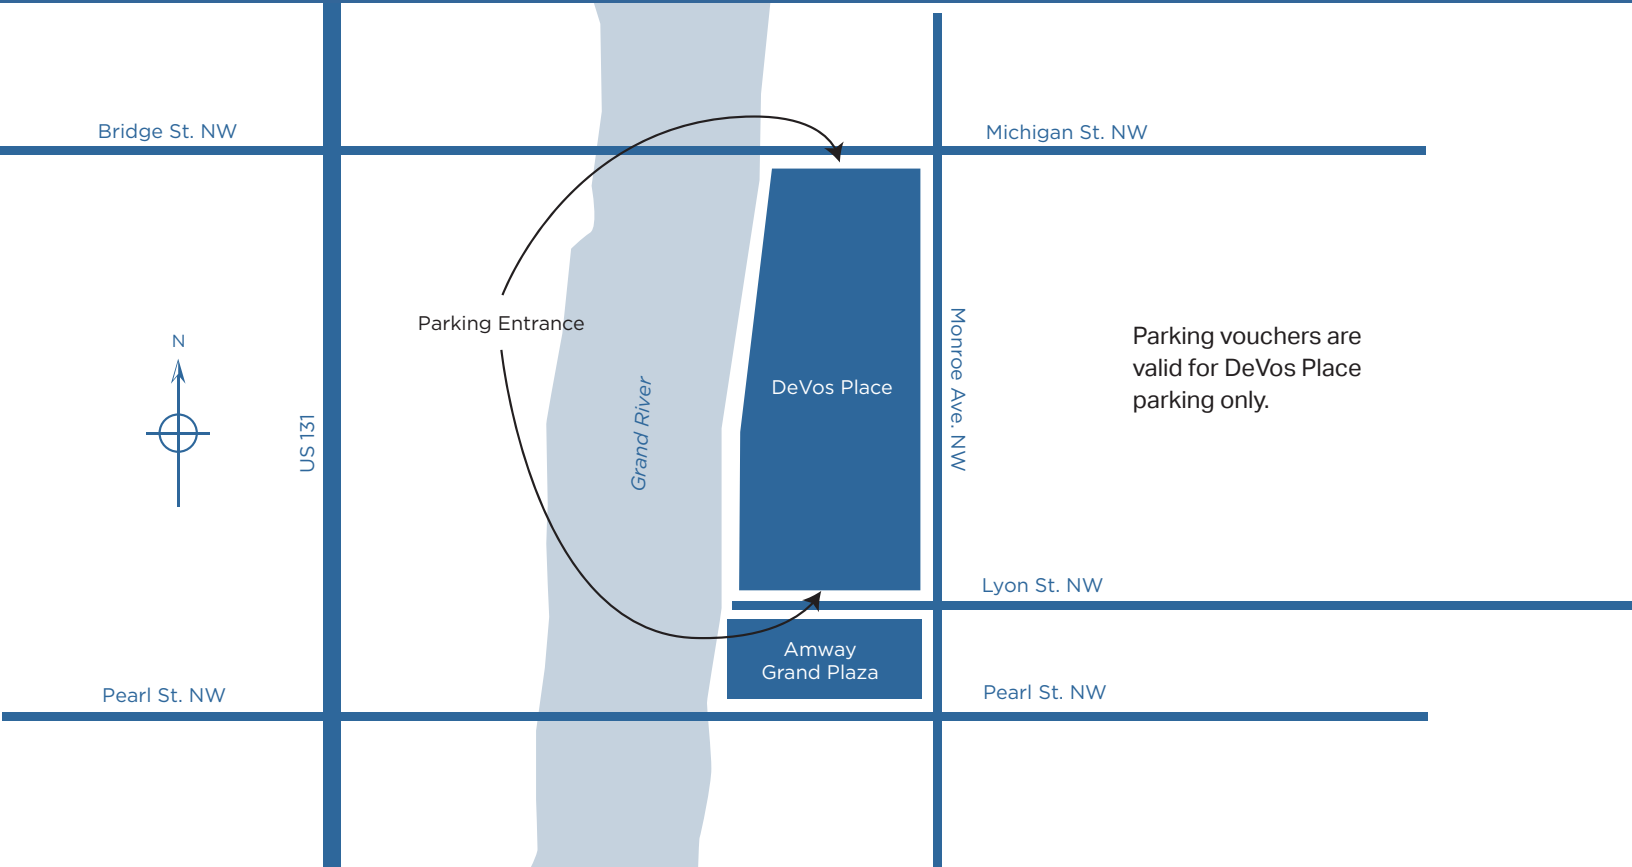 Bridge St. NW
Michigan St. NW
Parking Entrance
N
US 131
Grand River
DeVos Place
Monroe Ave. NW
Parking vouchers are
valid for DeVos Place
parking only.
Lyon St. NW
Amway
Grand Plaza
Pearl St. NW
Pearl St. NW